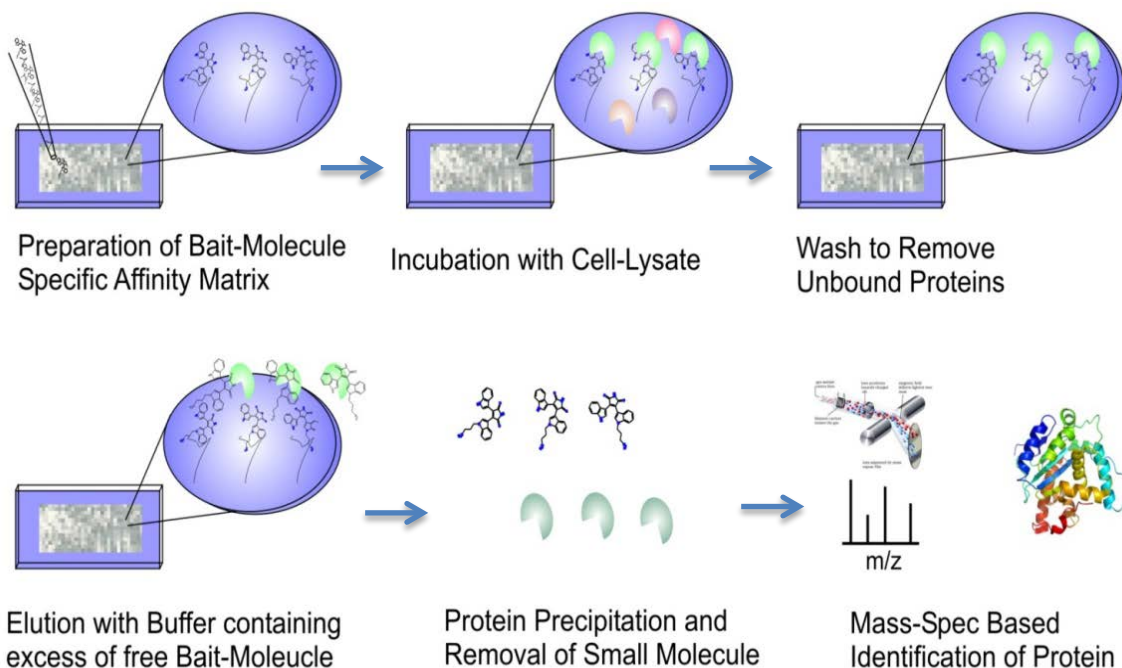 Preparation of Bait-Molecule
Specific Affinity Matrix
Incubation with Cell-Lysate
Wash to Remove
Unbound Proteins
Elution with Buffer containing
excess of free Bait-Moleucle
Protein Precipitation and
Removal of Small Molecule
m/z
Mass-Spec Based
Identification of Protein